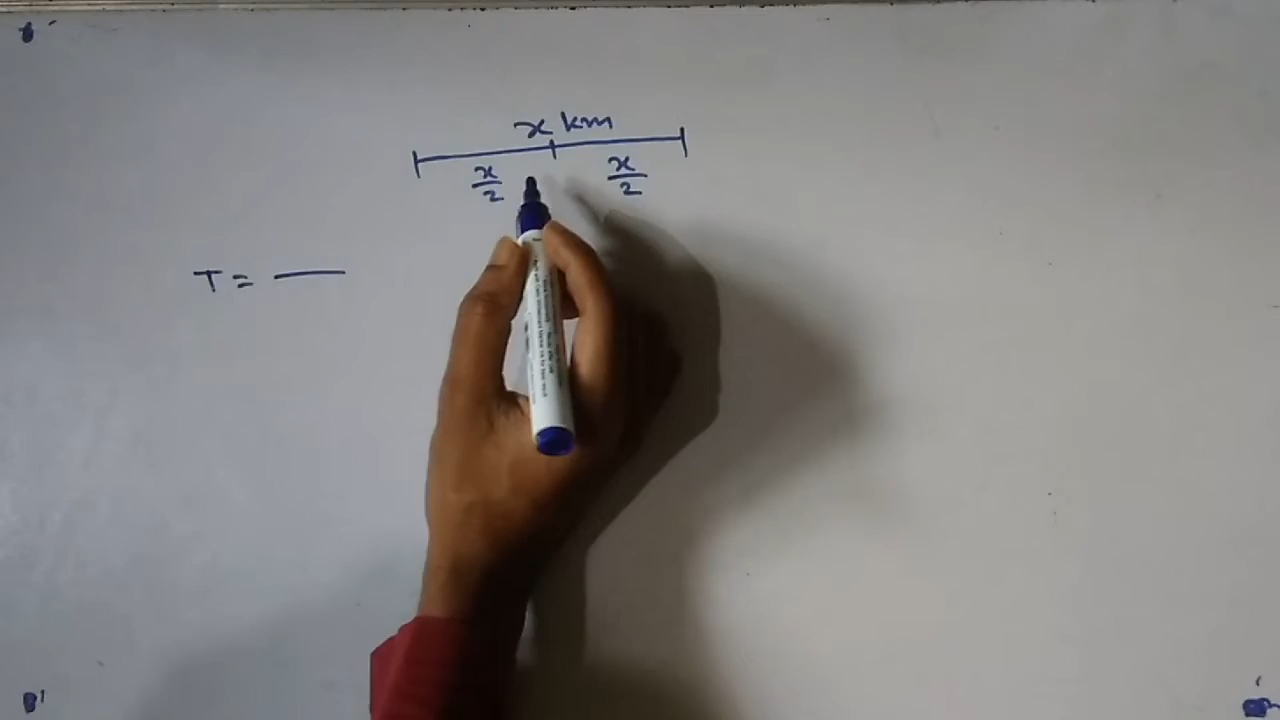 x km
x/2 x/2
T = —